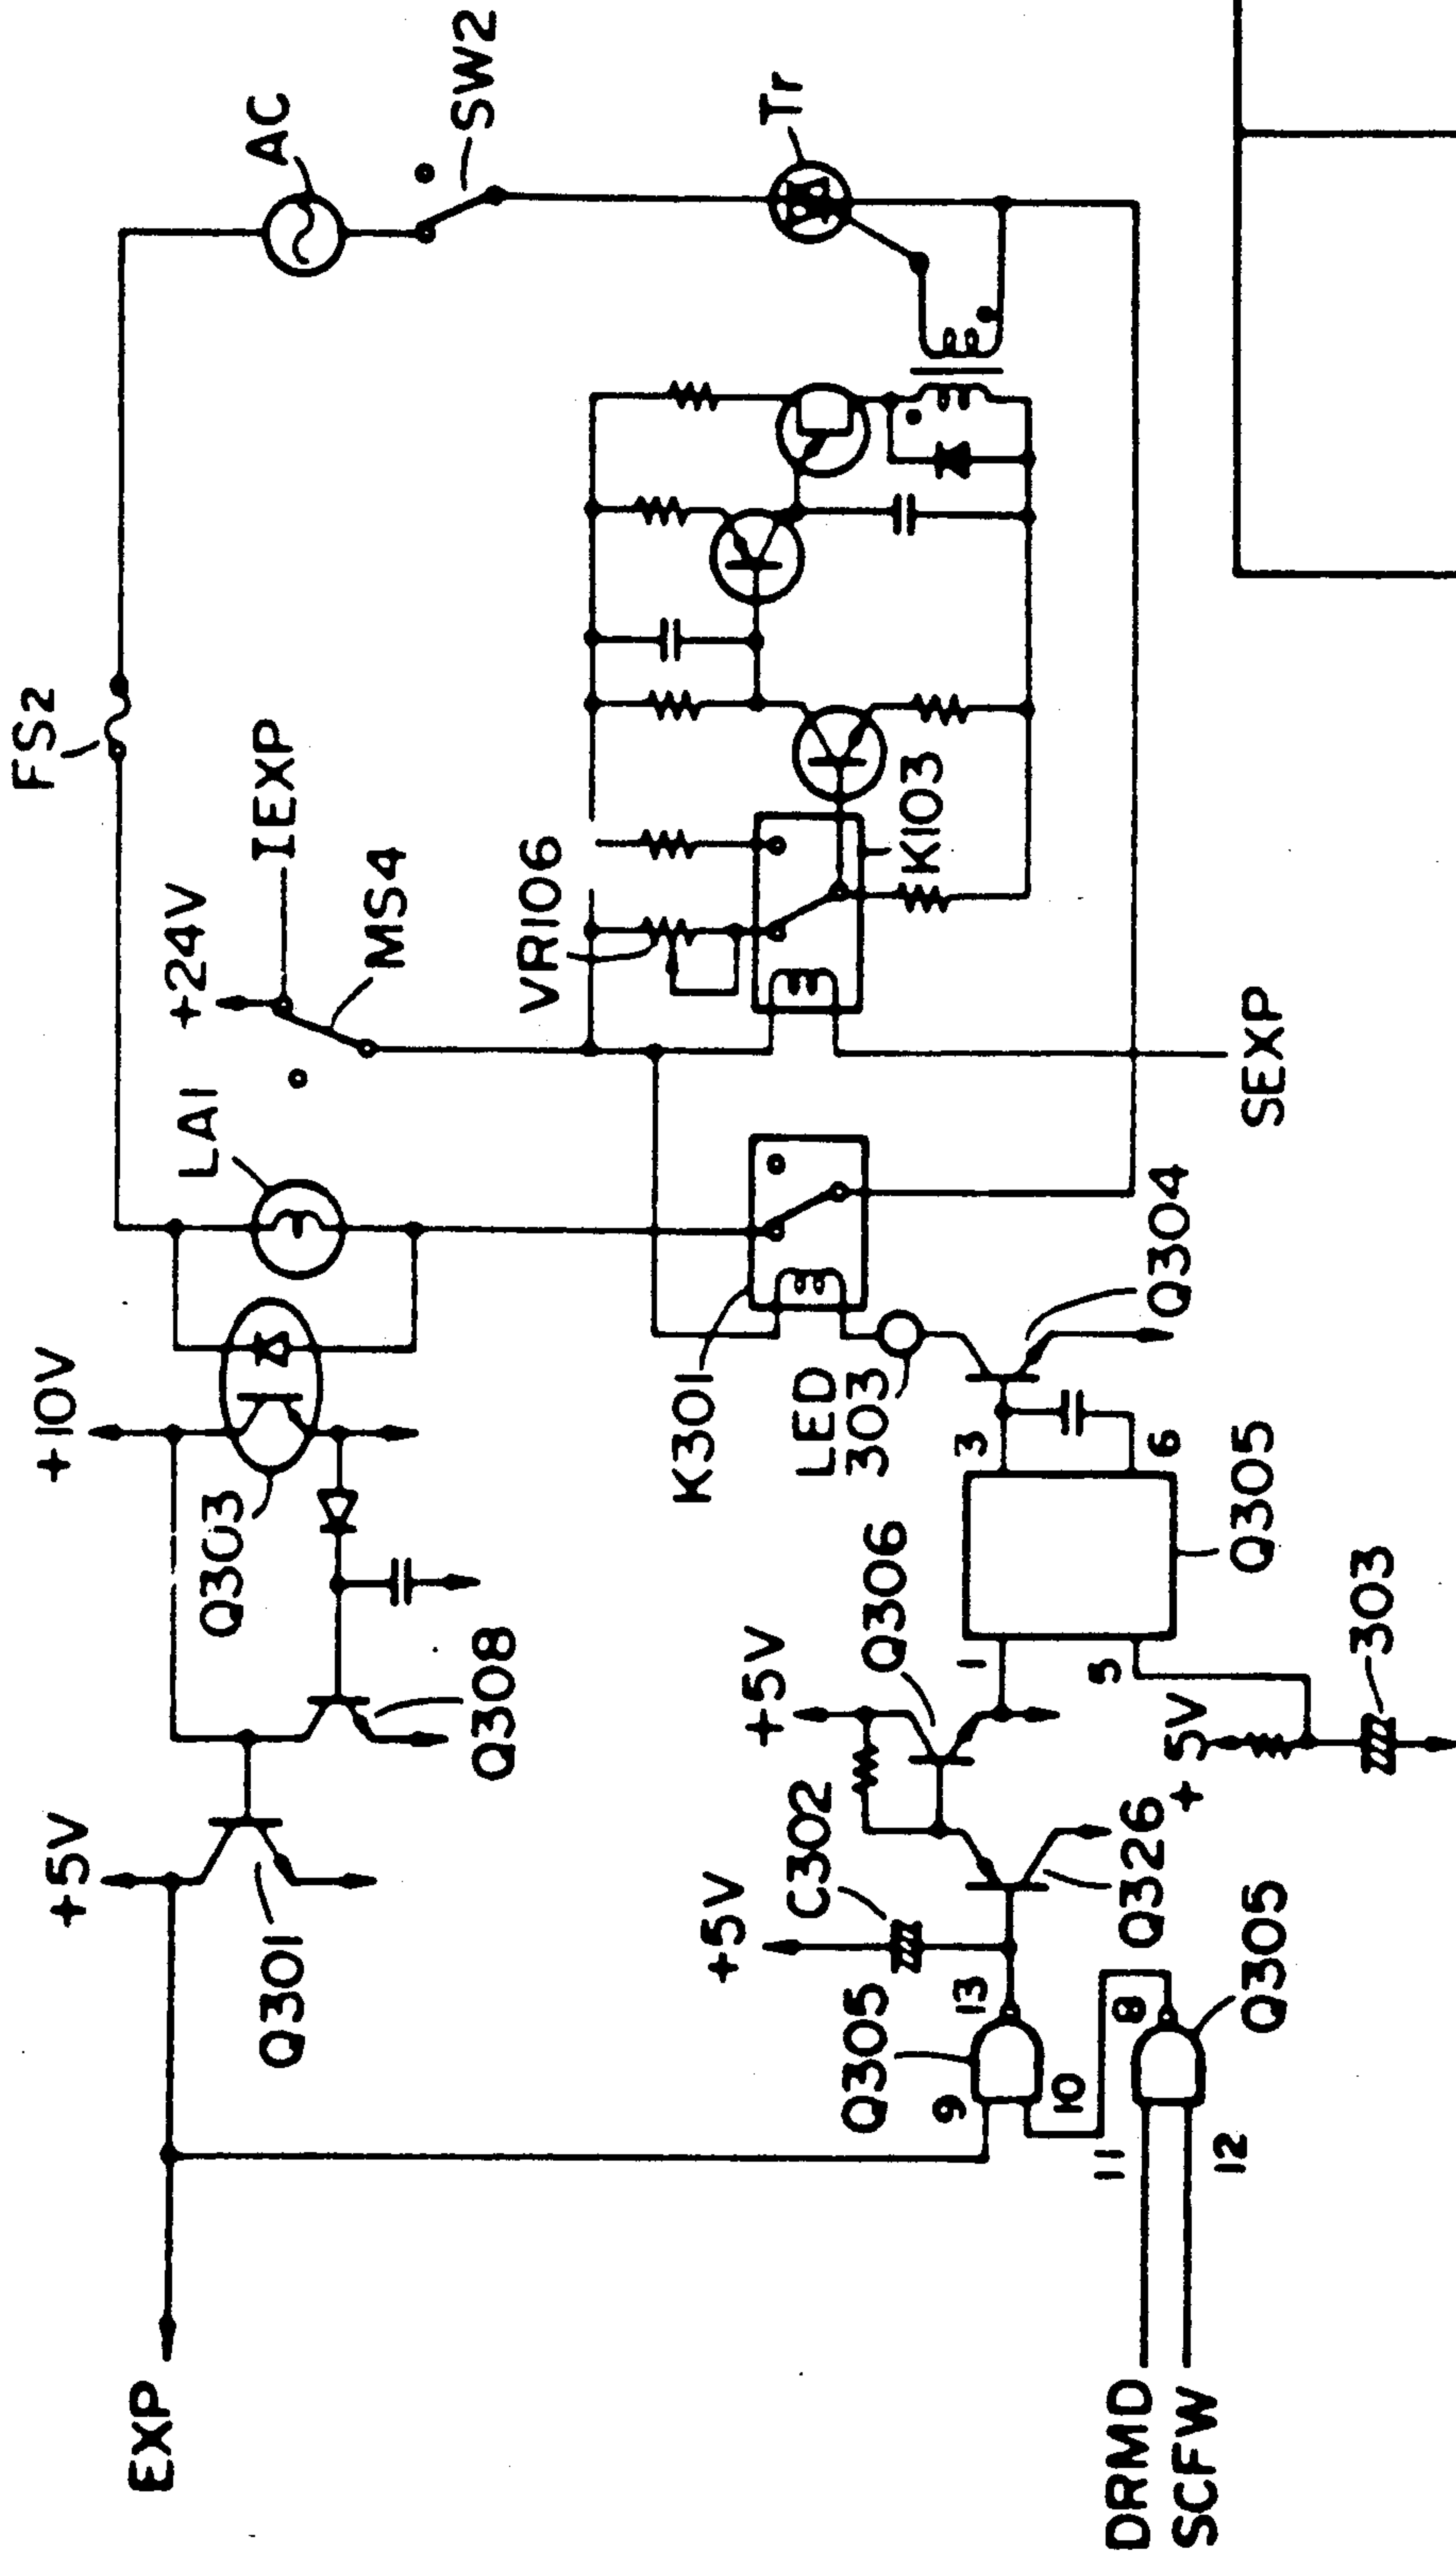 EXP
+5V
Q301
+10V
Q303
Q308
LA1
FS2
AC
SW2
+24V
IEXP
MS4
VR106
K103
Tr
SEXP
K301
LED
303
Q304
3
6
Q305
1
5
+5V
Q306
+5V
303
+5V
C302
Q326
Q305
13
9
10
8
Q305
11
12
DRMD
SCFW